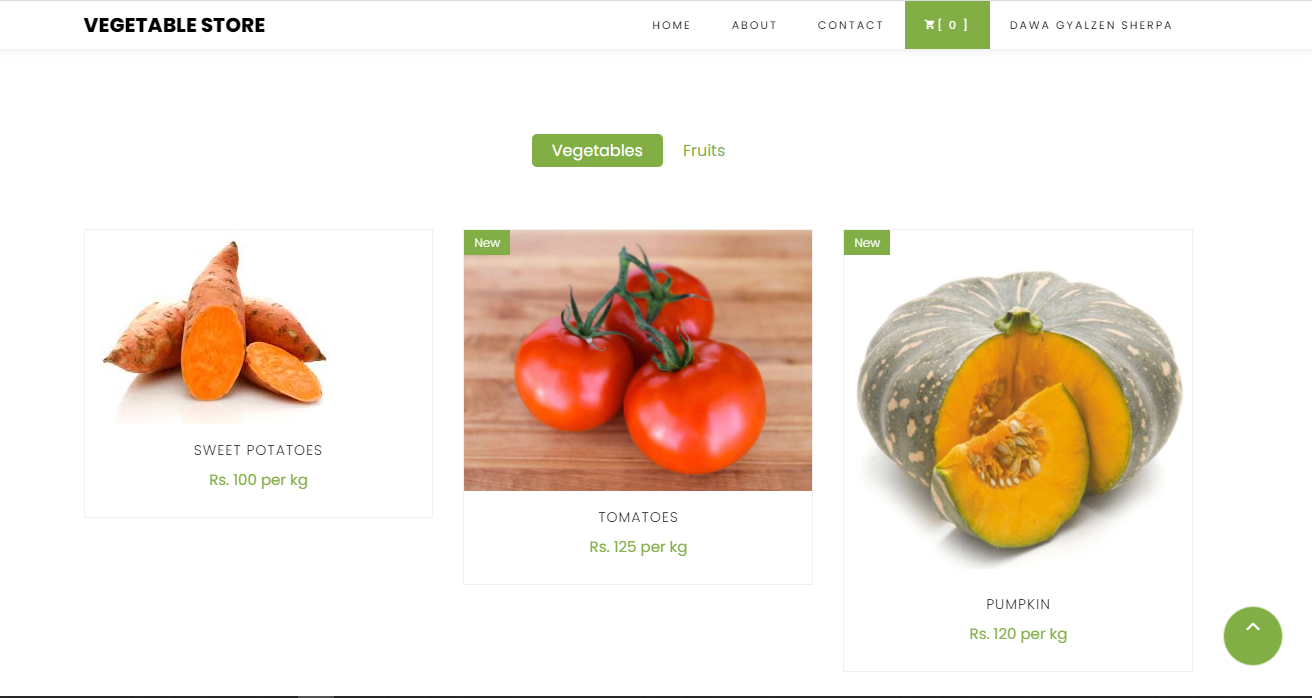 VEGETABLE STORE
HOME
ABOUT
CONTACT
[ 0 ]
DAWA GYALZEN SHERPA
Vegetables
Fruits
SWEET POTATOES
Rs. 100 per kg
New
TOMATOES
Rs. 125 per kg
New
PUMPKIN
Rs. 120 per kg